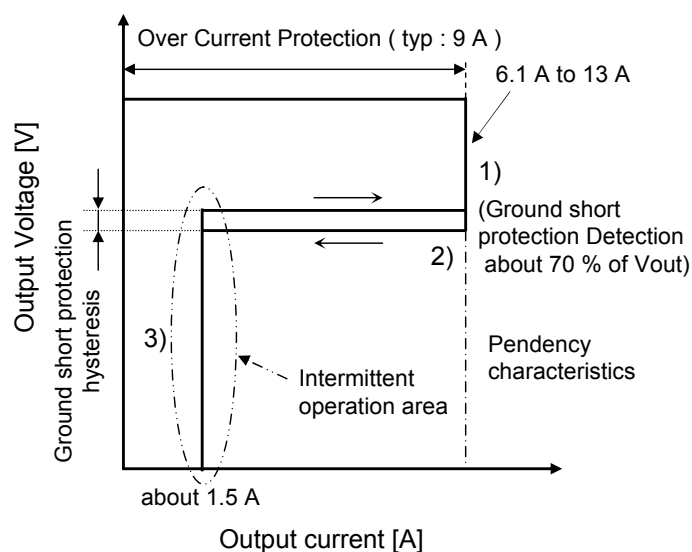 Over Current Protection ( typ : 9 A )
6.1 A to 13 A
Output Voltage [V]
1)
(Ground short
protection Detection
about 70 % of Vout)
2)
Ground short protection
hysteresis
3)
Intermittent
operation area
Pendency
characteristics
about 1.5 A
Output current [A]